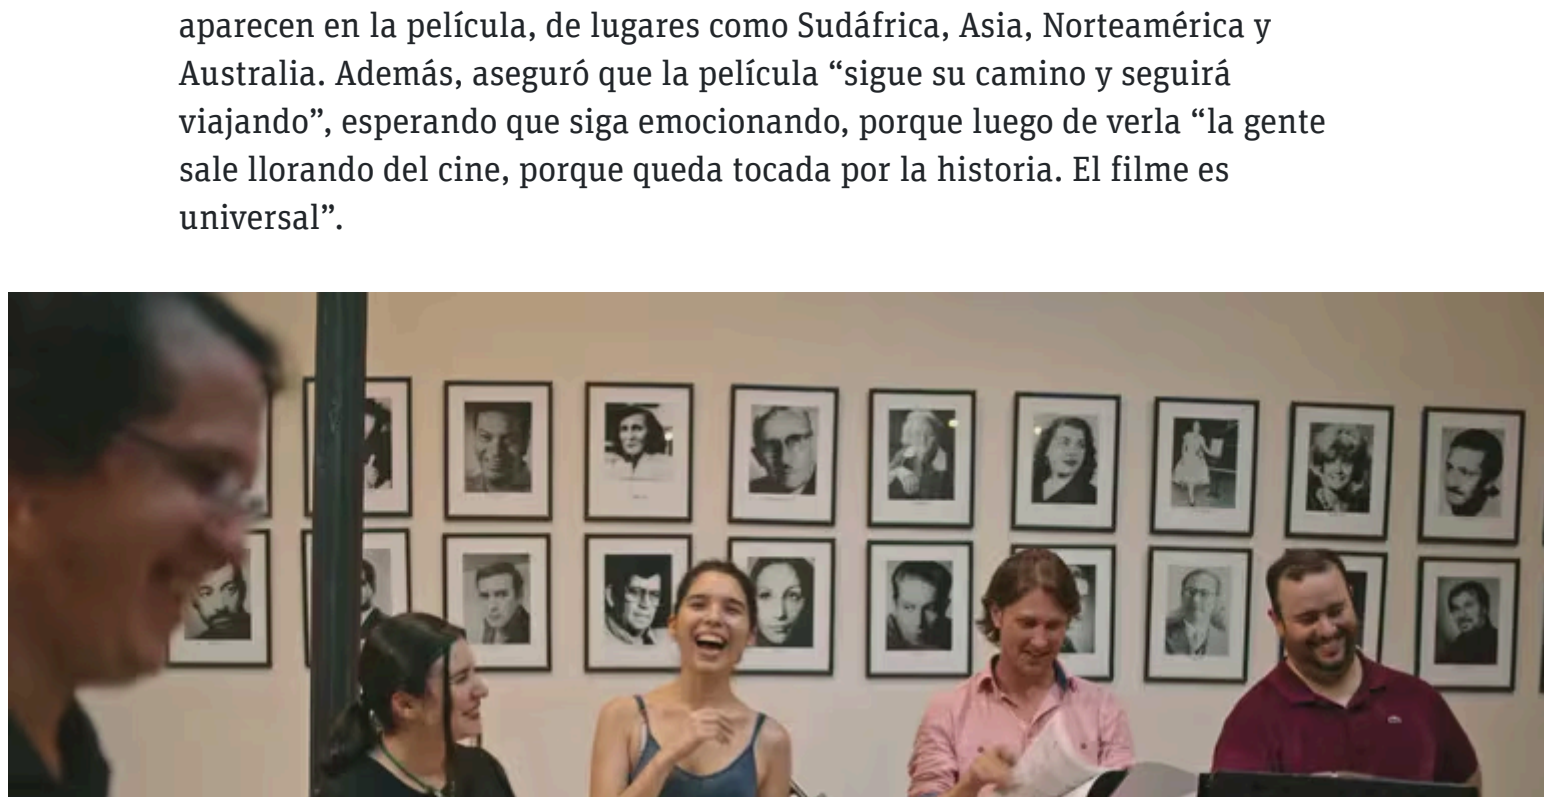 aparecen en la película, de lugares como Sudáfrica, Asia, Norteamérica y
Australia. Además, aseguró que la película “sigue su camino y seguirá
viajando”, esperando que siga emocionando, porque luego de verla “la gente
sale llorando del cine, porque queda tocada por la historia. El filme es
universal”.